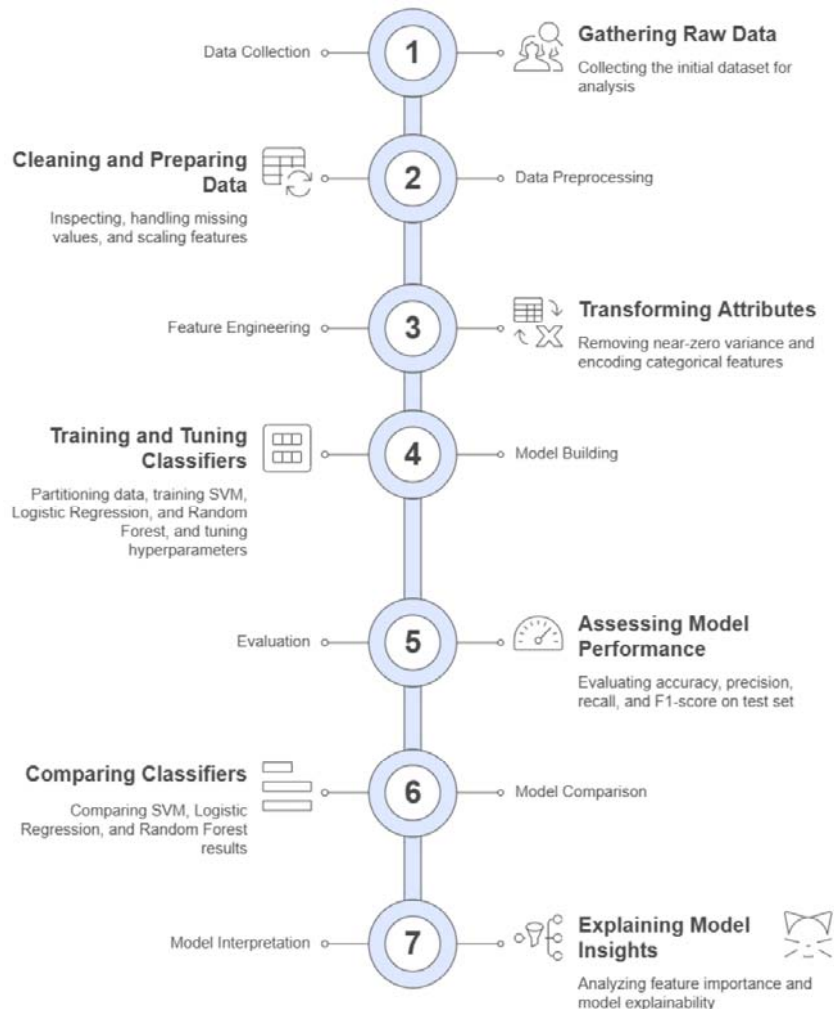 Data Collection
1
Gathering Raw Data
Collecting the initial dataset for
analysis
Cleaning and Preparing
Data
Inspecting, handling missing
values, and scaling features
2
Data Preprocessing
Feature Engineering
3
Transforming Attributes
Removing near-zero variance and
encoding categorical features
Training and Tuning
Classifiers
Partitioning data, training SVM,
Logistic Regression, and Random
Forest, and tuning
hyperparameters
4
Model Building
Evaluation
5
Assessing Model
Performance
Evaluating accuracy, precision,
recall, and F1-score on test set
Comparing Classifiers
Comparing SVM, Logistic
Regression, and Random Forest
results
6
Model Comparison
Model Interpretation
7
Explaining Model
Insights
Analyzing feature importance and
model explainability